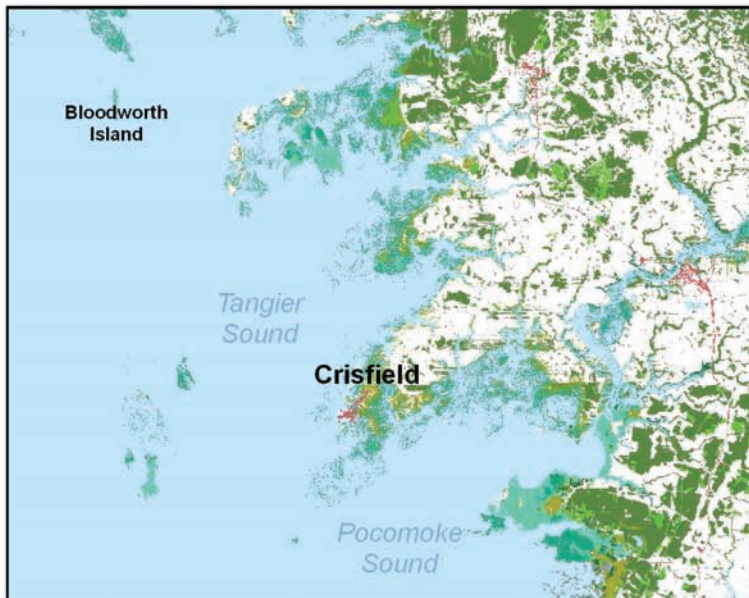 Bloodworth
Island
Tangier
Sound
Crisfield
Pocomoke
Sound